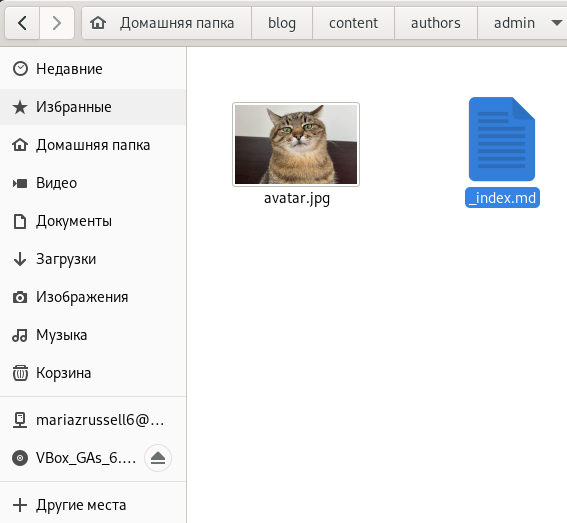 Домашняя папка blog content authors admin
Недавние
Избранные
Домашняя папка
Видео
Документы
Загрузки
Изображения
Музыка
Корзина
mariazrussell6@...
VBox_GAs_6....
Другие места
avatar.jpg
_index.md